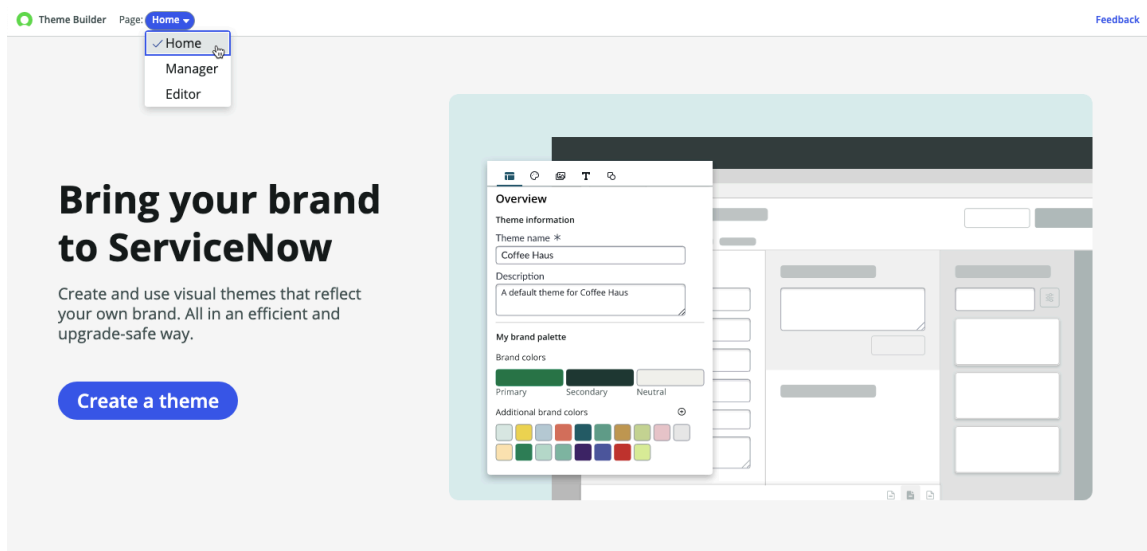 Theme Builder Page: Home Feedback
Home
Manager
Editor
Bring your brand
to ServiceNow
Create and use visual themes that reflect
your own brand. All in an efficient and
upgrade-safe way.
Create a theme
Overview
Theme information
Theme name *
Coffee Haus
Description
A default theme for Coffee Haus
My brand palette
Brand colors
Primary Secondary Neutral
Additional brand colors